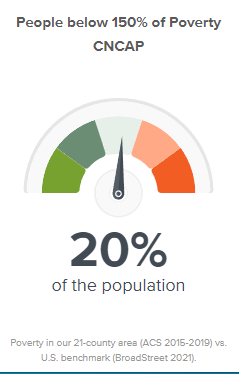 People below 150% of Poverty
CNCAP
20%
of the population
Poverty in our 21-county area (ACS 2015-2019) vs.
U.S. benchmark (BroadStreet 2021).